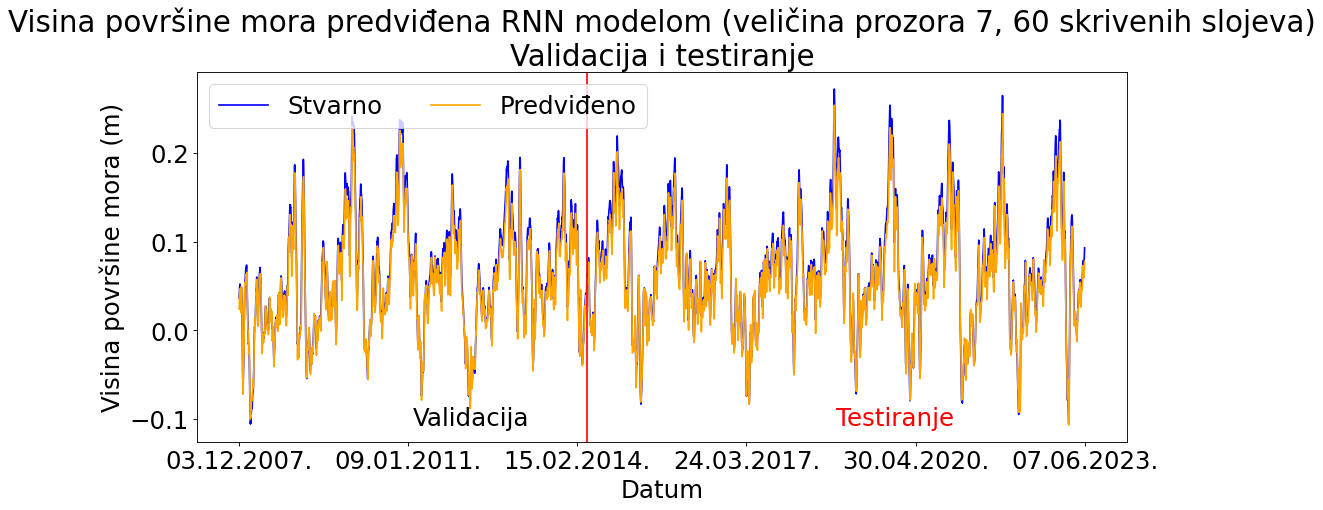 Visina površine mora predviđena RNN modelom (veličina prozora 7, 60 skrivenih slojeva)
Validacija i testiranje
Stvarno
Predviđeno
Visina površine mora (m)
0.2
0.1
0.0
−0.1
Validacija
Testiranje
03.12.2007.
09.01.2011.
15.02.2014.
24.03.2017.
30.04.2020.
07.06.2023.
Datum